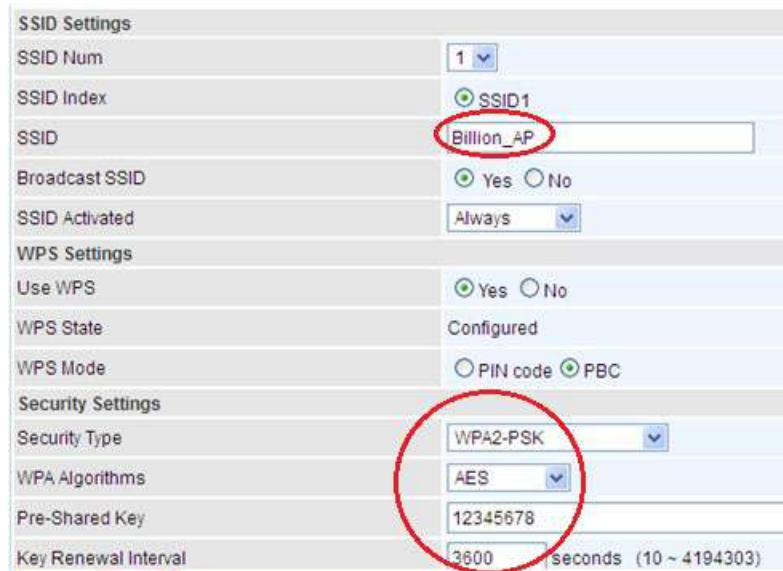 SSID Settings
SSID Num 1
SSID Index SSID1
SSID Billion_AP
Broadcast SSID Yes No
SSID Activated Always
WPS Settings
Use WPS Yes No
WPS State Configured
WPS Mode PIN code PBC
Security Settings
Security Type WPA2-PSK
WPA Algorithms AES
Pre-Shared Key 12345678
Key Renewal Interval 3600 seconds (10 ~ 4194303)